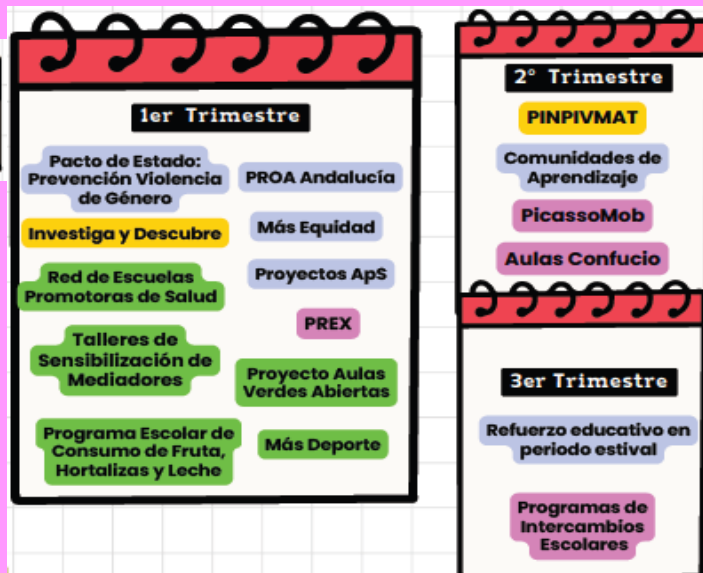 1er Trimestre
Pacto de Estado:
Prevención Violencia
de Género
Investiga y Descubre
Red de Escuelas
Promotoras de Salud
Talleres de
Sensibilización de
Mediadores
Programa Escolar de
Consumo de Fruta,
Hortalizas y Leche
PROA Andalucía
Más Equidad
Proyectos ApS
PREX
Proyecto Aulas
Verdes Abiertas
Más Deporte
2º Trimestre
PINPIVMAT
Comunidades de
Aprendizaje
PicassoMob
Aulas Confucio
3er Trimestre
Refuerzo educativo en
periodo estival
Programas de
Intercambios
Escolares